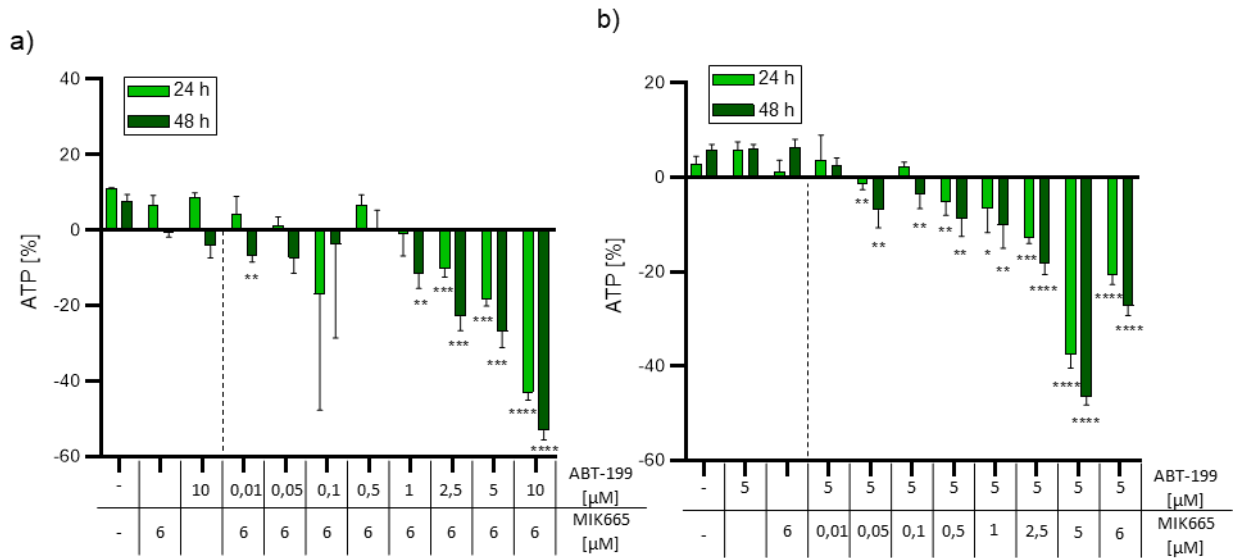 a)
40
20
0
-20
-40
-60
ATP [%]
24 h
48 h
**
**
***
***
***
***
****
****
- 10 0,01 0,05 0,1 0,5 1 2,5 5 10 ABT-199 [µM]
- 6 6 6 6 6 6 6 6 6 MIK665 [µM]
b)
20
0
-20
-40
-60
ATP [%]
24 h
48 h
**
**
**
**
**
*
**
***
****
****
****
****
****
- 5 5 5 5 5 5 5 5 5 ABT-199 [µM]
- 6 0,01 0,05 0,1 0,5 1 2,5 5 6 MIK665 [µM]